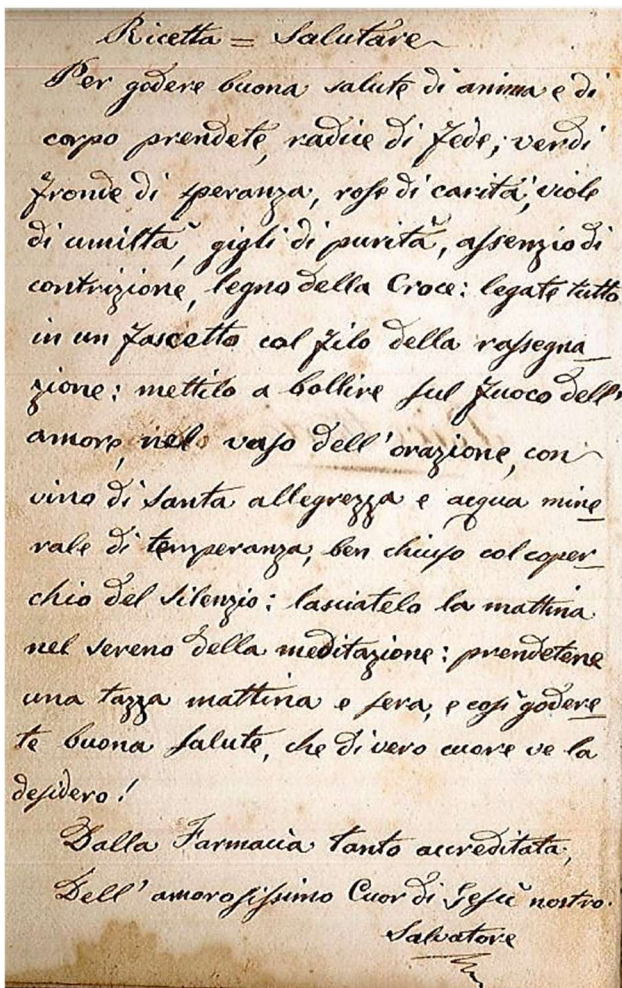 Ricetta = Salutare
Per godere buona salute di anima e di
corpo prendete, radice di Fede; verdi
fronde di speranza, rose di carità; viole
di umiltà, gigli di purità, assenzio di
contrizione, legno della Croce: legate tutto
in un fascetto col filo della rassegna_
zione: mettilo a bollire sul fuoco dell'
amore, nel vaso dell'orazione, con
vino di santa allegrezza e acqua mine_
rale di temperanza, ben chiuso col coper_
chio del silenzio: lasciatelo la mattina
nel sereno della meditazione: prendetene
una tazza mattina e sera, e così godere_
te buona salute, che di vero cuore ve la
desidero!
Dalla Farmacia tanto accreditata,
Dell' amorosissimo Cuor di Gesù nostro
Salvatore